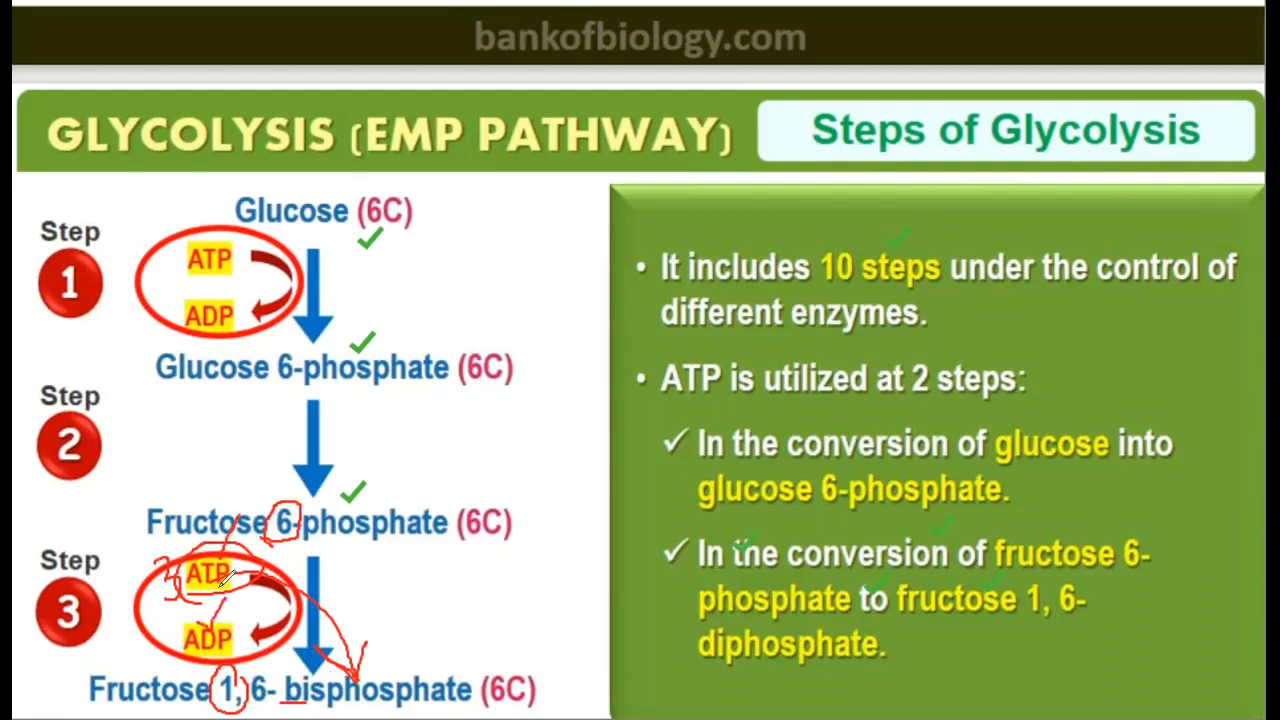 bankofbiology.com
GLYCOLYSIS (EMP PATHWAY)
Steps of Glycolysis
Glucose (6C)
Step
1
ATP
ADP
Glucose 6-phosphate (6C)
Step
2
Fructose 6-phosphate (6C)
Step
3
3
ATP
ADP
Fructose 1, 6- bisphosphate (6C)
• It includes 10 steps under the control of
different enzymes.
• ATP is utilized at 2 steps:
✓ In the conversion of glucose into
glucose 6-phosphate.
✓ In the conversion of fructose 6-
phosphate to fructose 1, 6-
diphosphate.